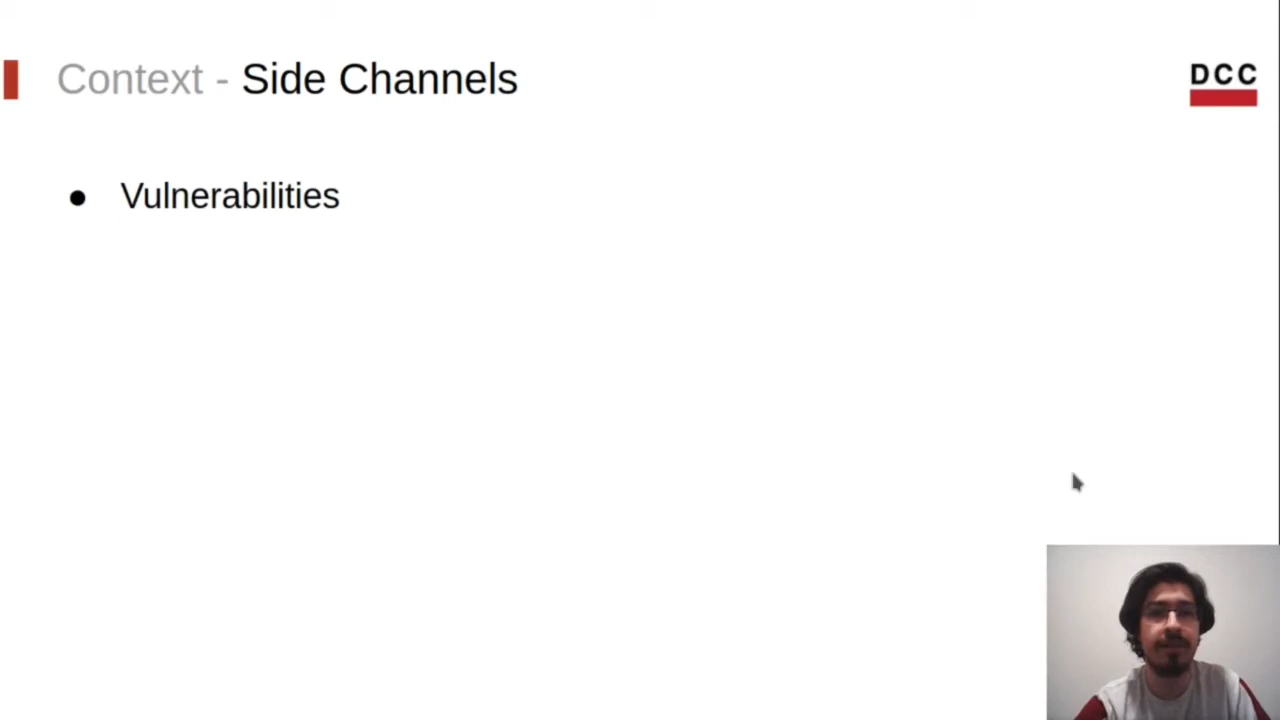 Context - Side Channels
DCC
● Vulnerabilities